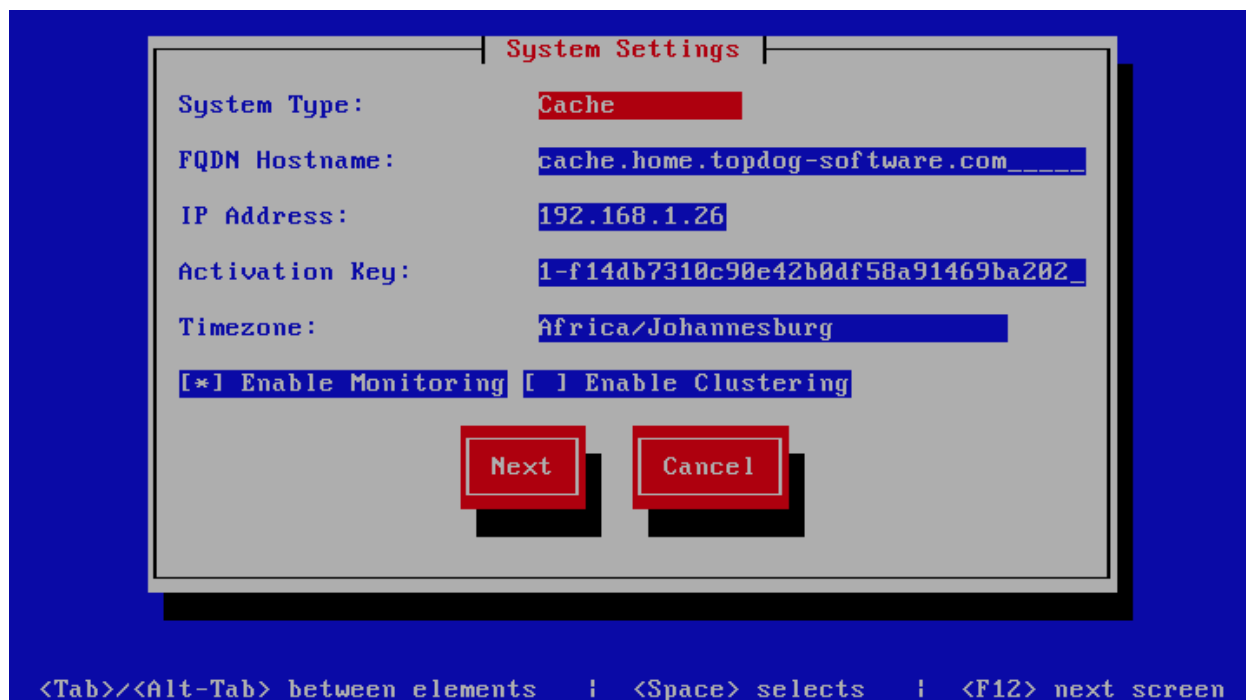 System Settings
System Type: Cache
FQDN Hostname: cache.home.topdog-software.com_____
IP Address: 192.168.1.26
Activation Key: 1-f14db7310c90e42b0df58a91469ba202_
Timezone: Africa/Johannesburg
[*] Enable Monitoring [ ] Enable Clustering
Next Cancel
<Tab>/<Alt-Tab> between elements | <Space> selects | <F12> next screen